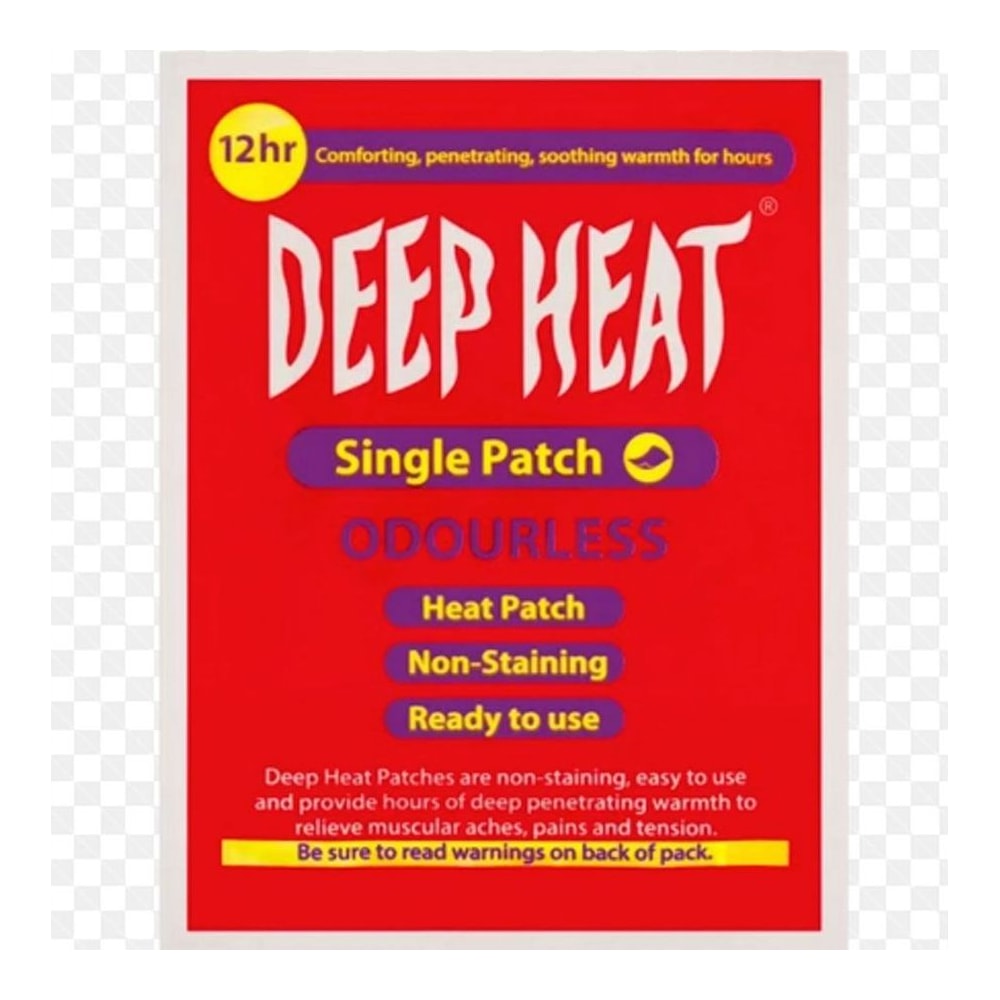 12hr
Comforting, penetrating, soothing warmth for hours
DEEP HEAT®
Single Patch
ODOURLESS
Heat Patch
Non-Staining
Ready to use
Deep Heat Patches are non-staining, easy to use
and provide hours of deep penetrating warmth to
relieve muscular aches, pains and tension.
Be sure to read warnings on back of pack.